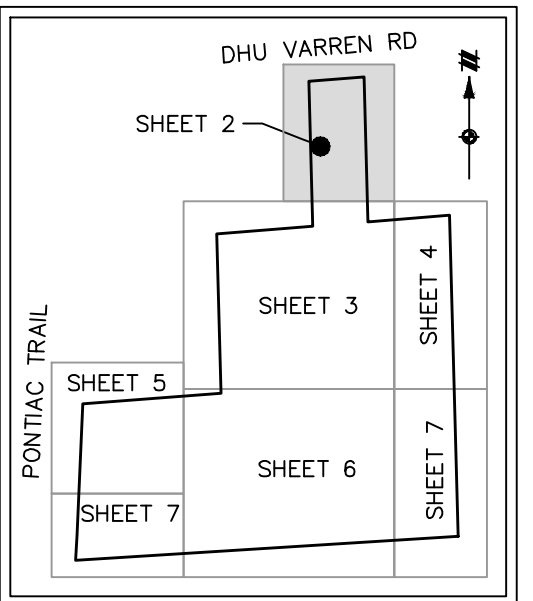 DHU VARREN RD
SHEET 2
SHEET 3
SHEET 4
PONTIAC TRAIL
SHEET 5
SHEET 6
SHEET 7
SHEET 7